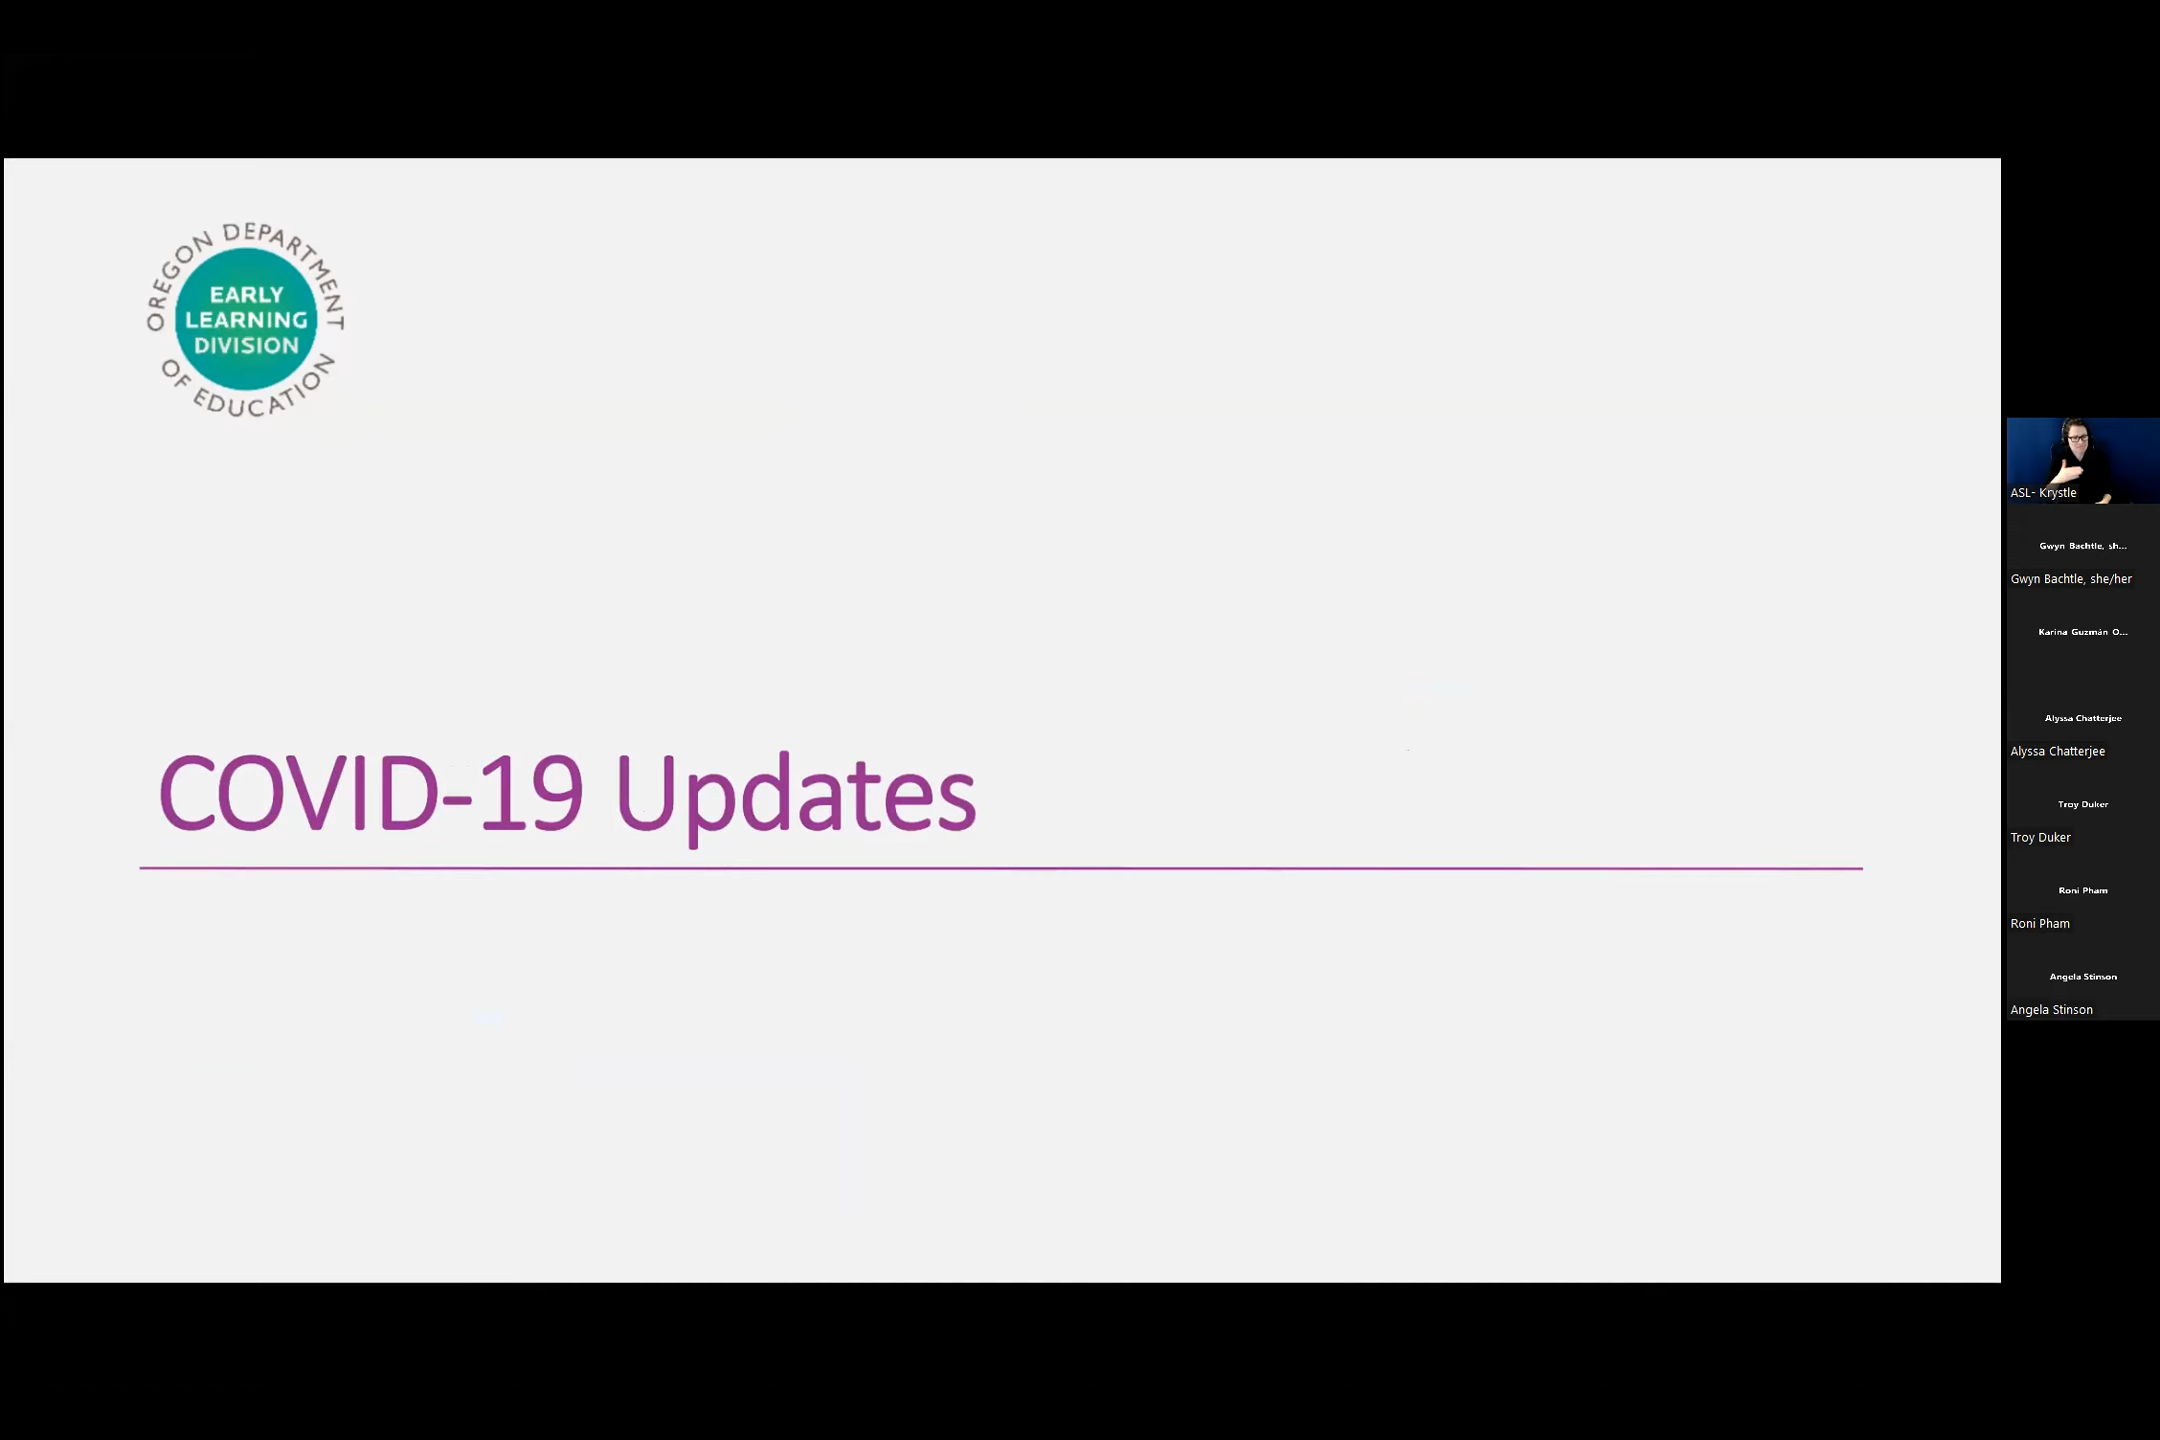 OREGON DEPARTMENT
OF EDUCATION
EARLY
LEARNING
DIVISION
COVID-19 Updates
ASL- Krystle
Gwyn Bachtle, sh...
Gwyn Bachtle, she/her
Karina Guzmán O...
Alyssa Chatterjee
Alyssa Chatterjee
Troy Duker
Troy Duker
Roni Pham
Roni Pham
Angela Stinson
Angela Stinson